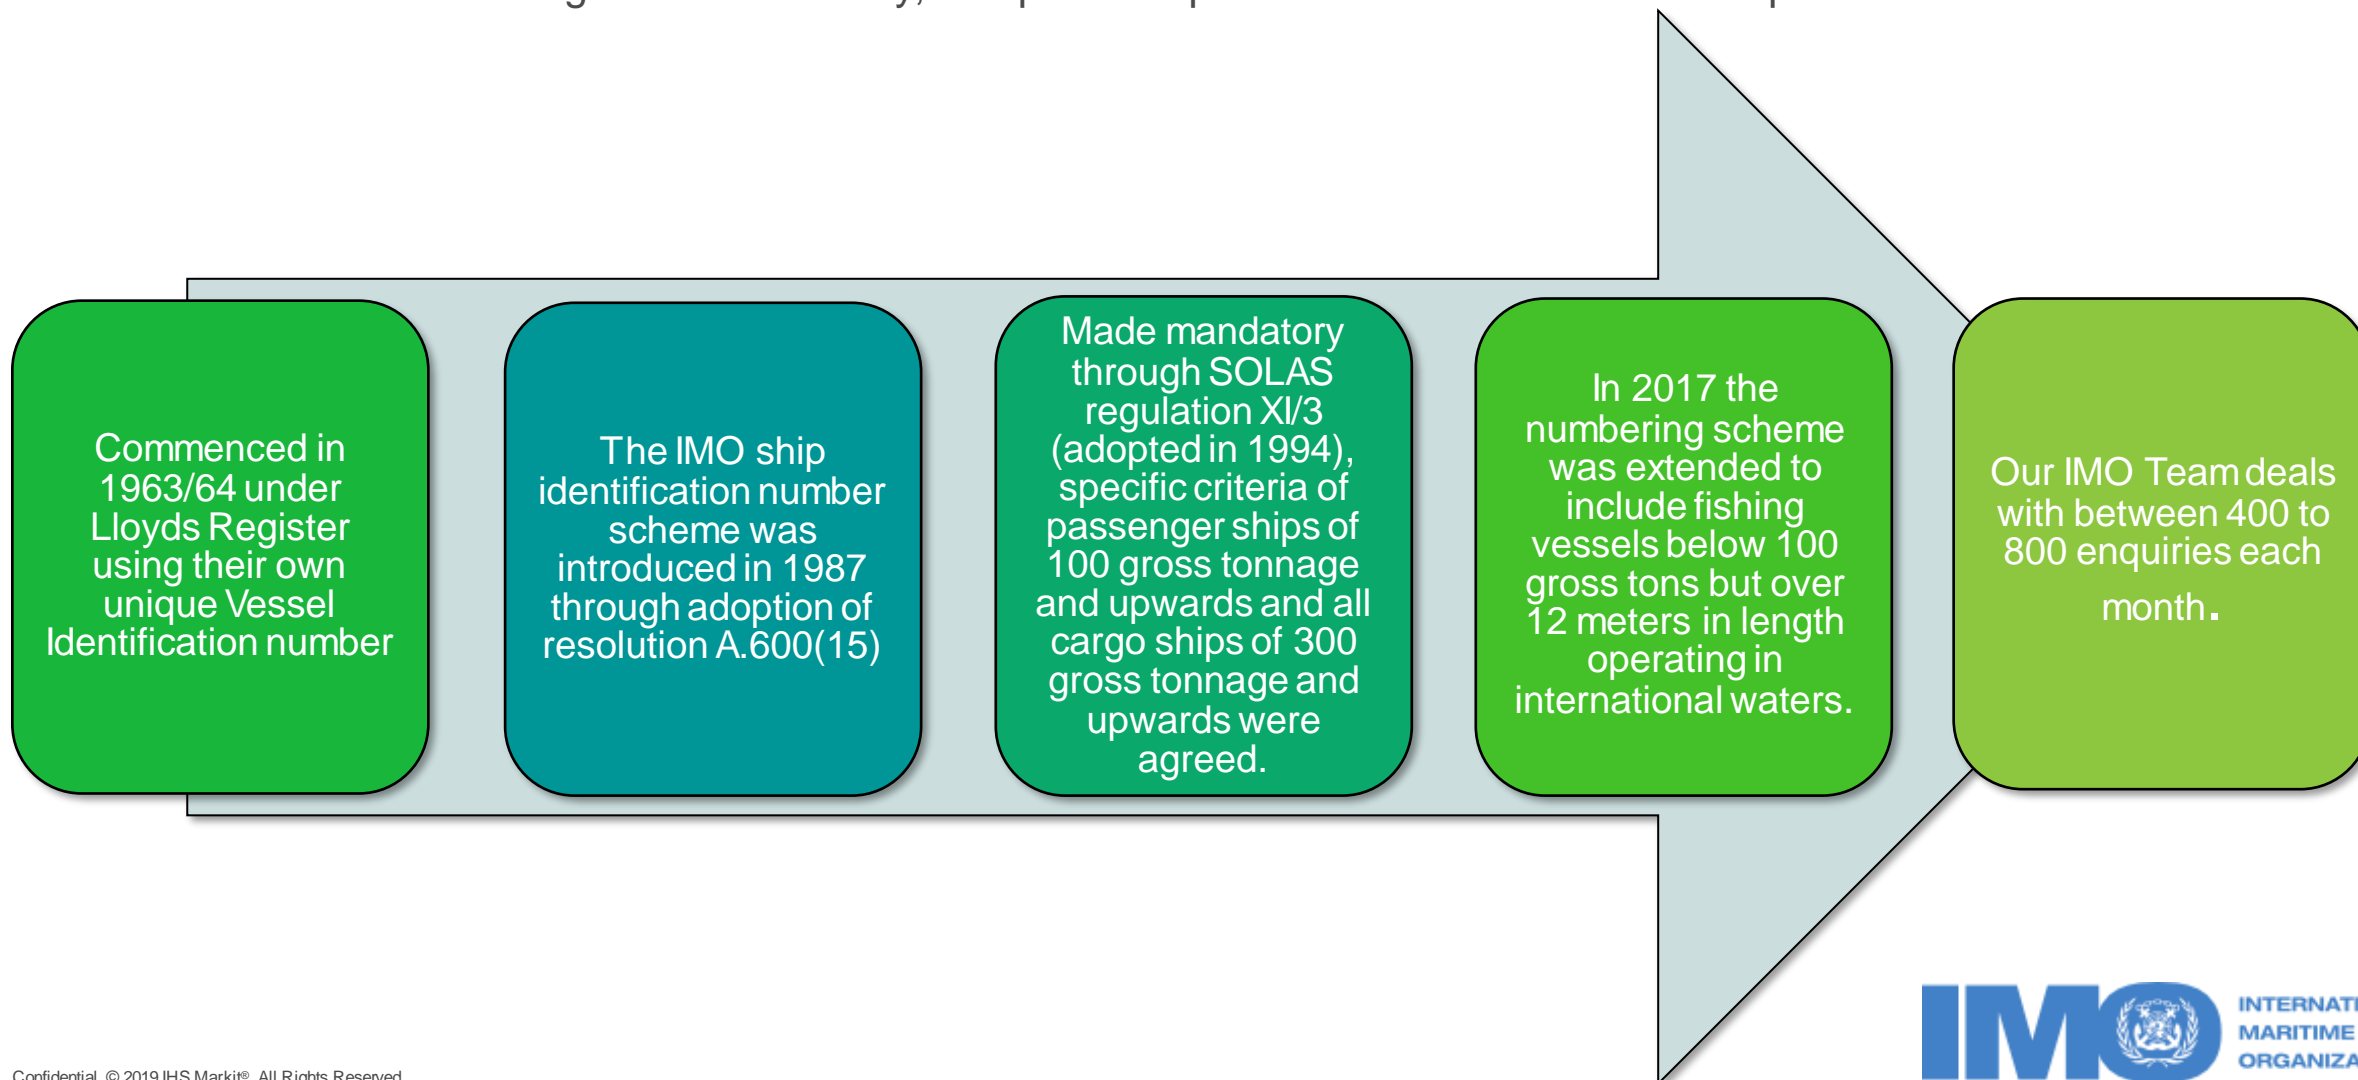 Commenced in
1963/64 under
Lloyds Register
using their own
unique Vessel
Identification number
The IMO ship
identification number
scheme was
introduced in 1987
through adoption of
resolution A.600(15)
Made mandatory
through SOLAS
regulation XI/3
(adopted in 1994),
specific criteria of
passenger ships of
100 gross tonnage
and upwards and all
cargo ships of 300
gross tonnage and
upwards were
agreed.
In 2017 the
numbering scheme
was extended to
include fishing
vessels below 100
gross tons but over
12 meters in length
operating in
international waters.
Our IMO Team deals
with between 400 to
800 enquiries each
month.
IMO
INTERNATI
MARITIME
ORGANIZA
Confidential. © 2019 IHS Markit®. All Rights Reserved.